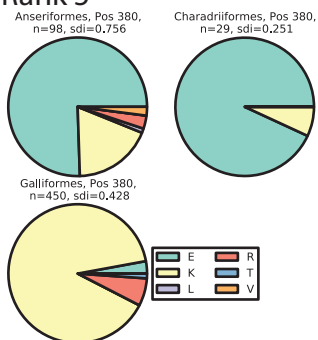 Rank 3
Anseriformes, Pos 380,
n=98, sdi=0.756
Charadriiformes, Pos 380,
n=29, sdi=0.251
Galliformes, Pos 380,
n=450, sdi=0.428
E R
K T
L V